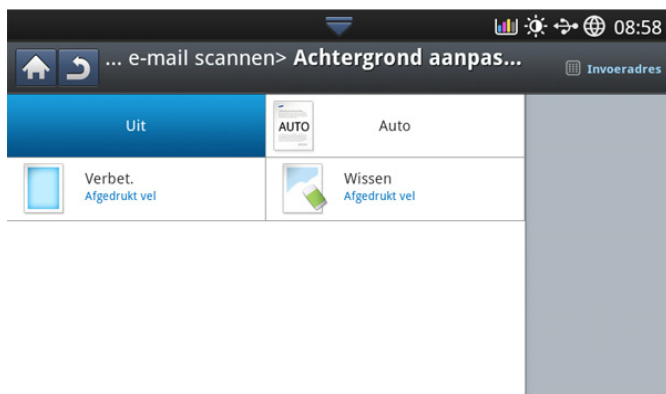 08:58
... e-mail scannen> Achtergrond aanpas...
Invoeradres
Uit
AUTO
Auto
Verbet.
Afgedrukt vel
Wissen
Afgedrukt vel